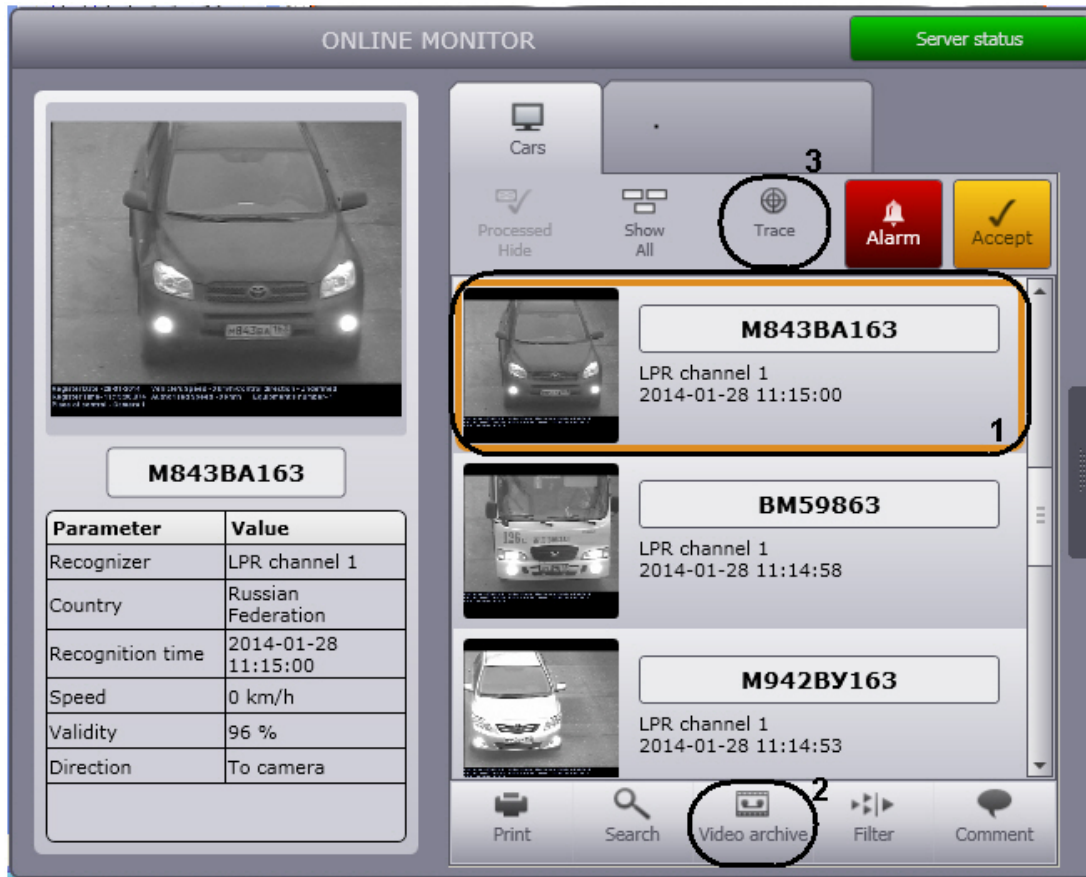 ONLINE MONITOR
Server status
Cars
3
Processed
Hide
Show
All
Trace
Alarm
Accept
M843BA163
LPR channel 1
2014-01-28 11:15:00
1
BM59863
LPR channel 1
2014-01-28 11:14:58
М942ВУ163
LPR channel 1
2014-01-28 11:14:53
M843BA163
Parameter Value
Recognizer LPR channel 1
Country Russian
Federation
Recognition time 2014-01-28
11:15:00
Speed 0 km/h
Validity 96 %
Direction To camera
2
Print
Search
Video archive
Filter
Comment